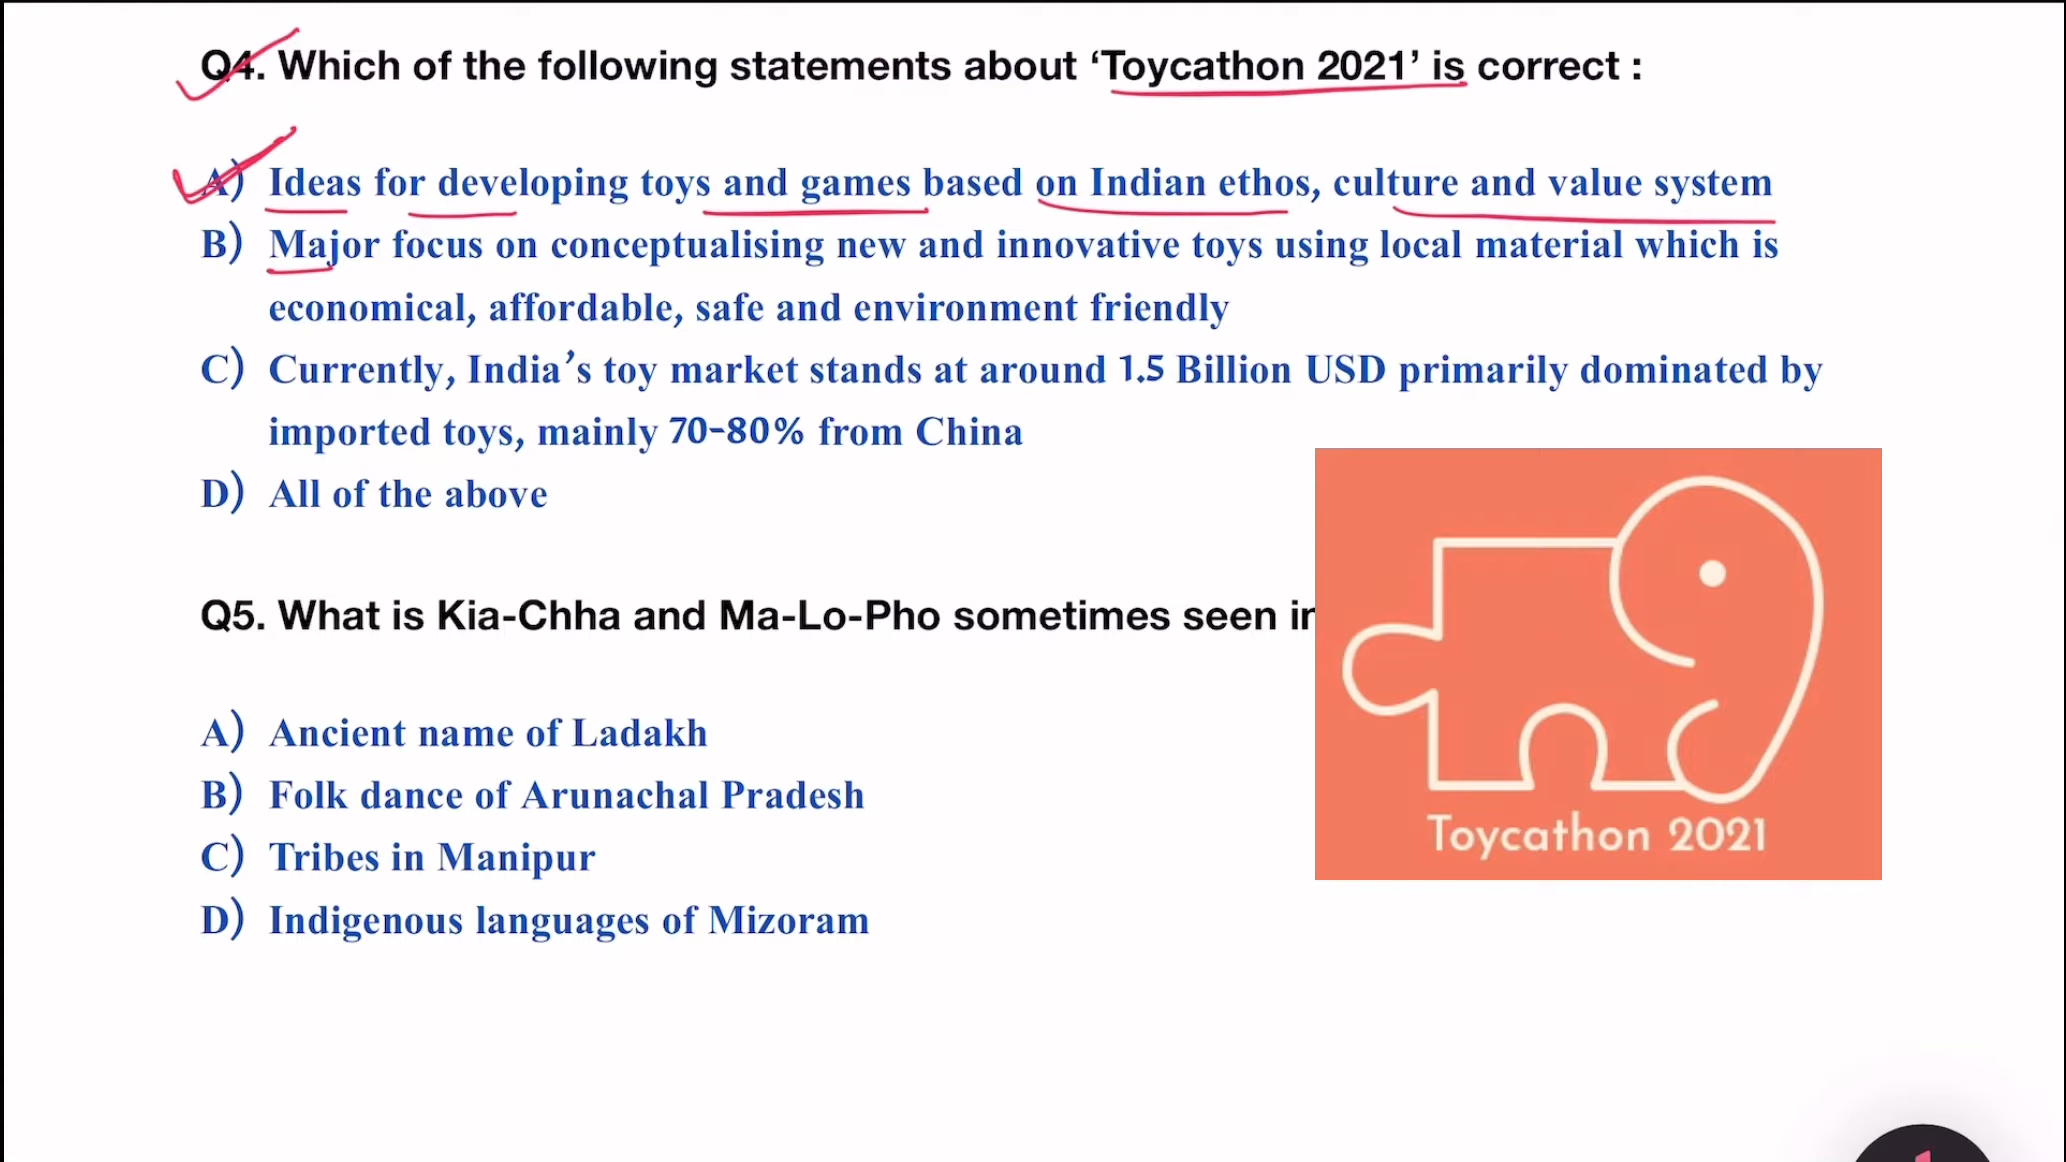 Q4. Which of the following statements about ‘Toycathon 2021’ is correct :
A) Ideas for developing toys and games based on Indian ethos, culture and value system
B) Major focus on conceptualising new and innovative toys using local material which is
economical, affordable, safe and environment friendly
C) Currently, India’s toy market stands at around 1.5 Billion USD primarily dominated by
imported toys, mainly 70-80% from China
D) All of the above
Q5. What is Kia-Chha and Ma-Lo-Pho sometimes seen
A) Ancient name of Ladakh
B) Folk dance of Arunachal Pradesh
C) Tribes in Manipur
D) Indigenous languages of Mizoram
Toycathon 2021